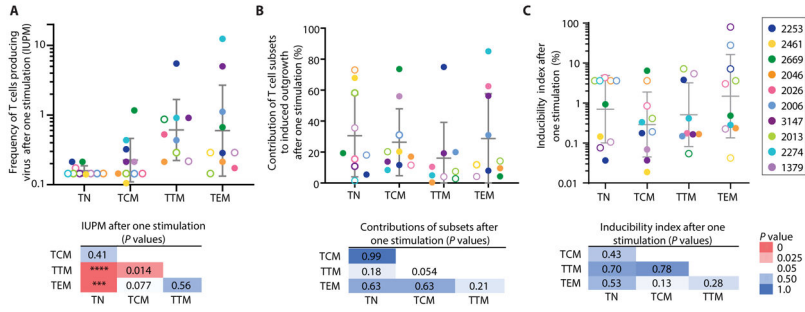 A
Frequency of T cells producing
virus after one stimulation (IUPM)
10
1
0.1
TN TCM TTM TEM
IUPM after one stimulation
(P values)
TCM 0.41
TTM **** 0.014
TEM *** 0.077 0.56
TN TCM TTM
B
Contribution of T cell subsets
to induced outgrowth
after one stimulation (%)
100
80
60
40
20
0
TN TCM TTM TEM
Contributions of subsets after
one stimulation (P values)
TCM 0.99
TTM 0.18 0.054
TEM 0.63 0.63 0.21
TN TCM TTM
C
Inducibility index after
one stimulation (%)
100
10
1
0.1
0.01
TN TCM TTM TEM
Inducibility index after one
stimulation (P values)
TCM 0.43
TTM 0.70 0.78
TEM 0.53 0.13 0.28
TN TCM TTM
2253
2461
2669
2046
2026
2006
3147
2013
2274
1379
P value
0
0.025
0.05
0.50
1.0